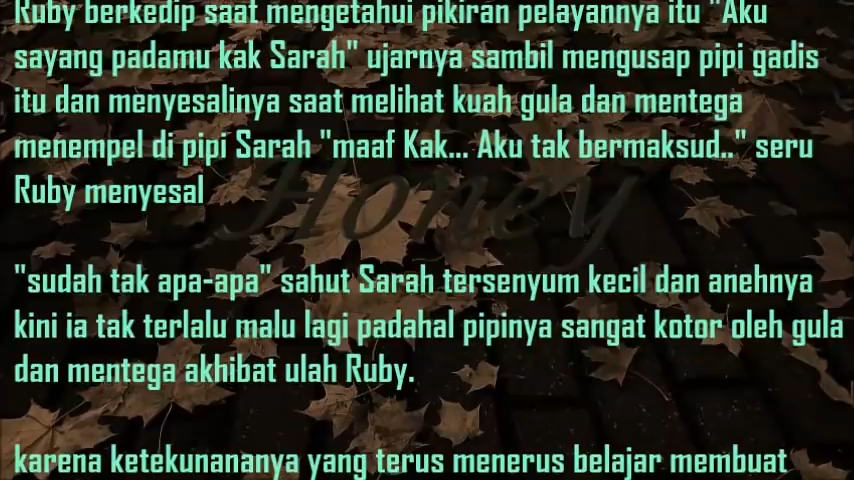 Ruby berkedip saat mengetahui pikiran pelayannya itu "Aku
sayang padamu kak Sarah" ujarnya sambil mengusap pipi gadis
itu dan menyesalinya saat melihat kuah gula dan mentega
menempel di pipi Sarah "maaf Kak... Aku tak bermaksud.." seru
Ruby menyesal
Honey
"sudah tak apa-apa" sahut Sarah tersenyum kecil dan anehnya
kini ia tak terlalu malu lagi padahal pipinya sangat kotor oleh gula
dan mentega akhibat ulah Ruby.
karena ketekunananya yang terus menerus belajar membuat